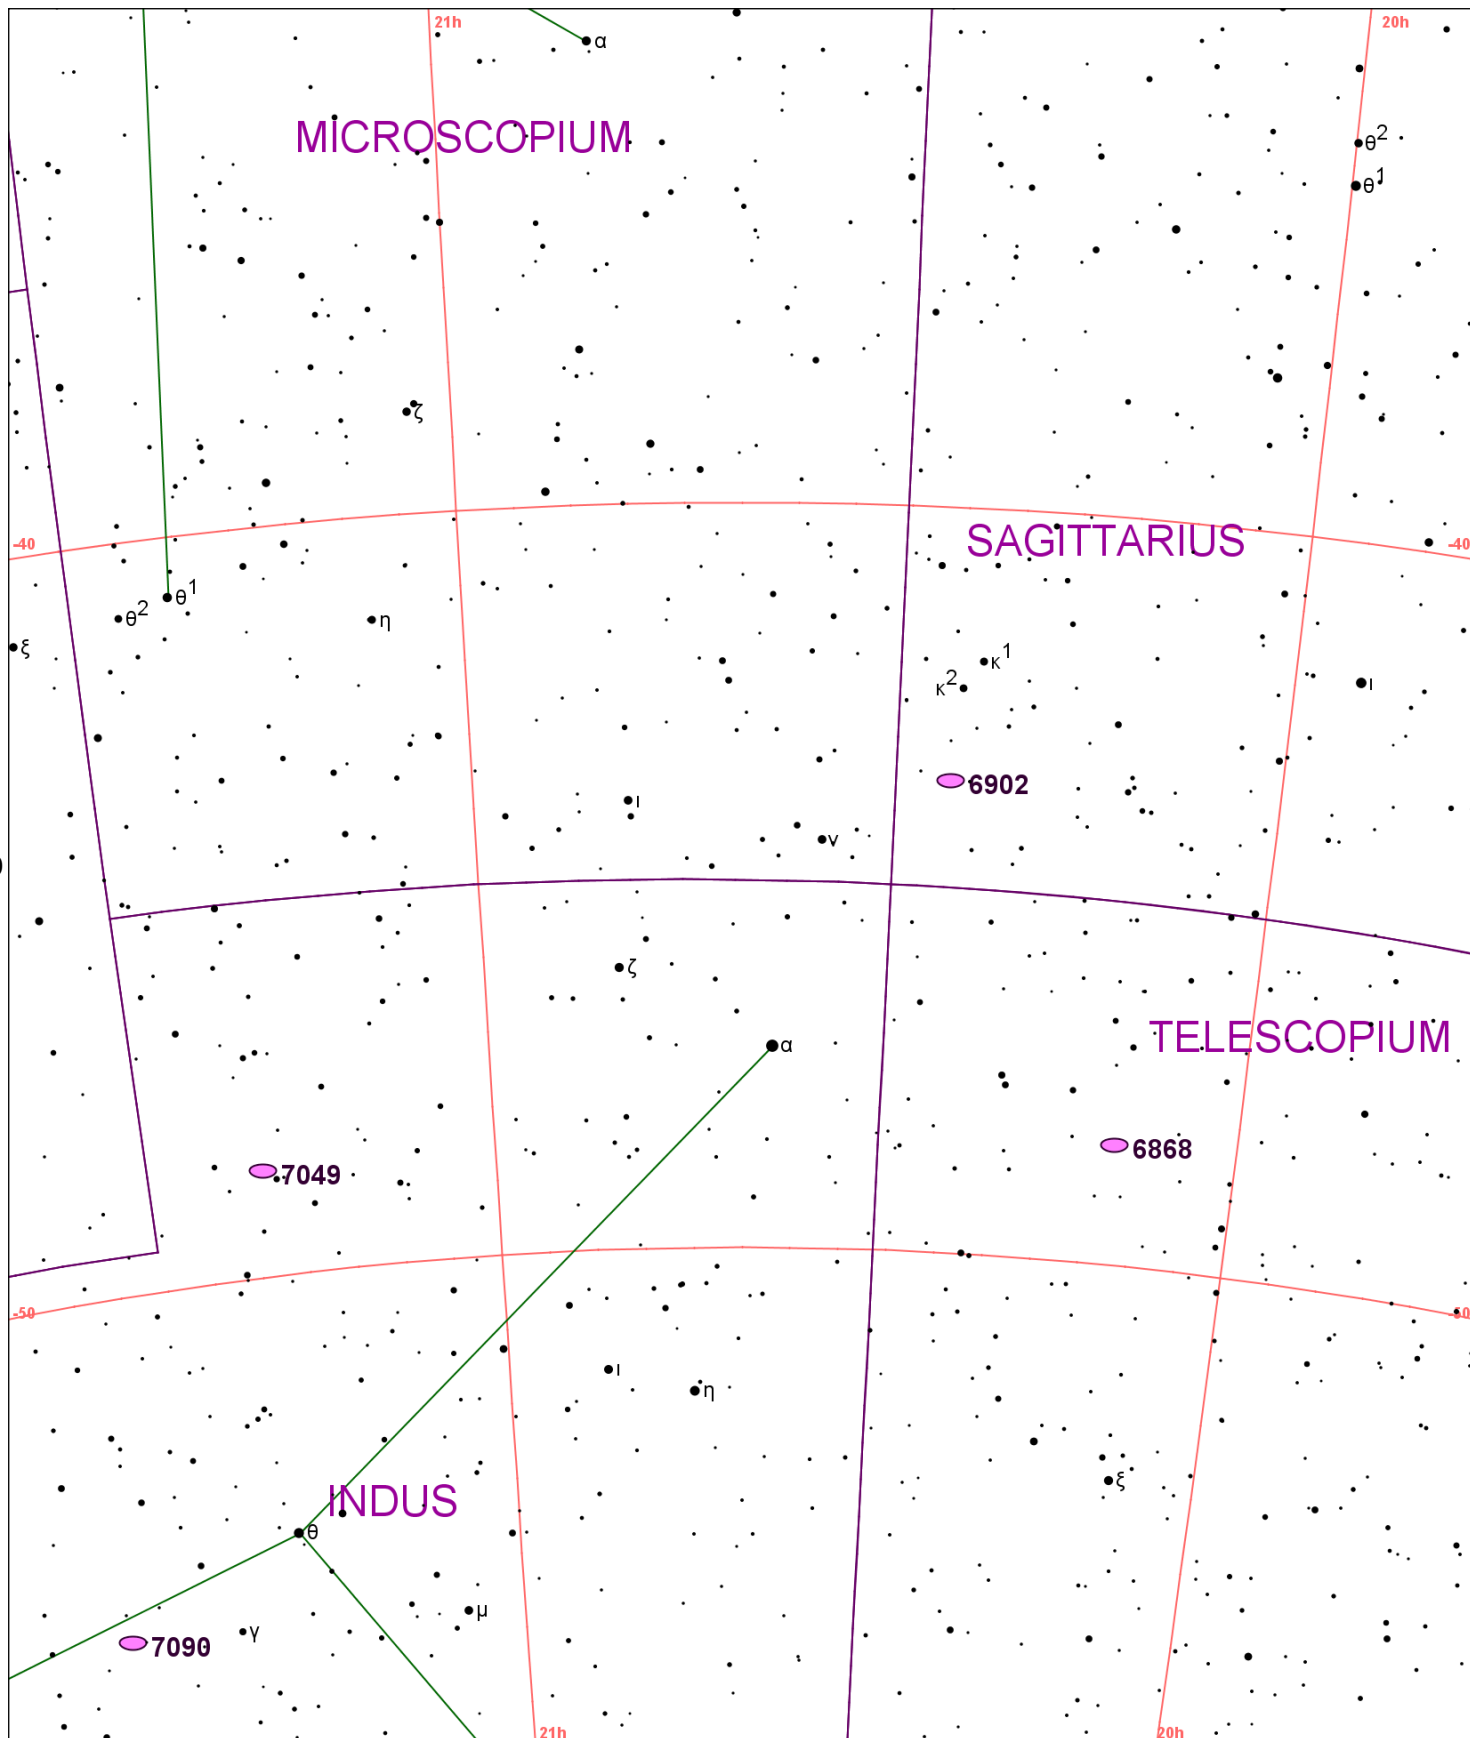 21h
20h
α
MICROSCOPIUM
θ2
θ1
ζ
-40
SAGITTARIUS
-40
θ1
θ2
η
ξ
κ1
κ2
ι
6902
ι
ν
ζ
TELESCOPIUM
α
6868
7049
-50
ι
η
ξ
INDUS
θ
μ
γ
7090
21h
20h